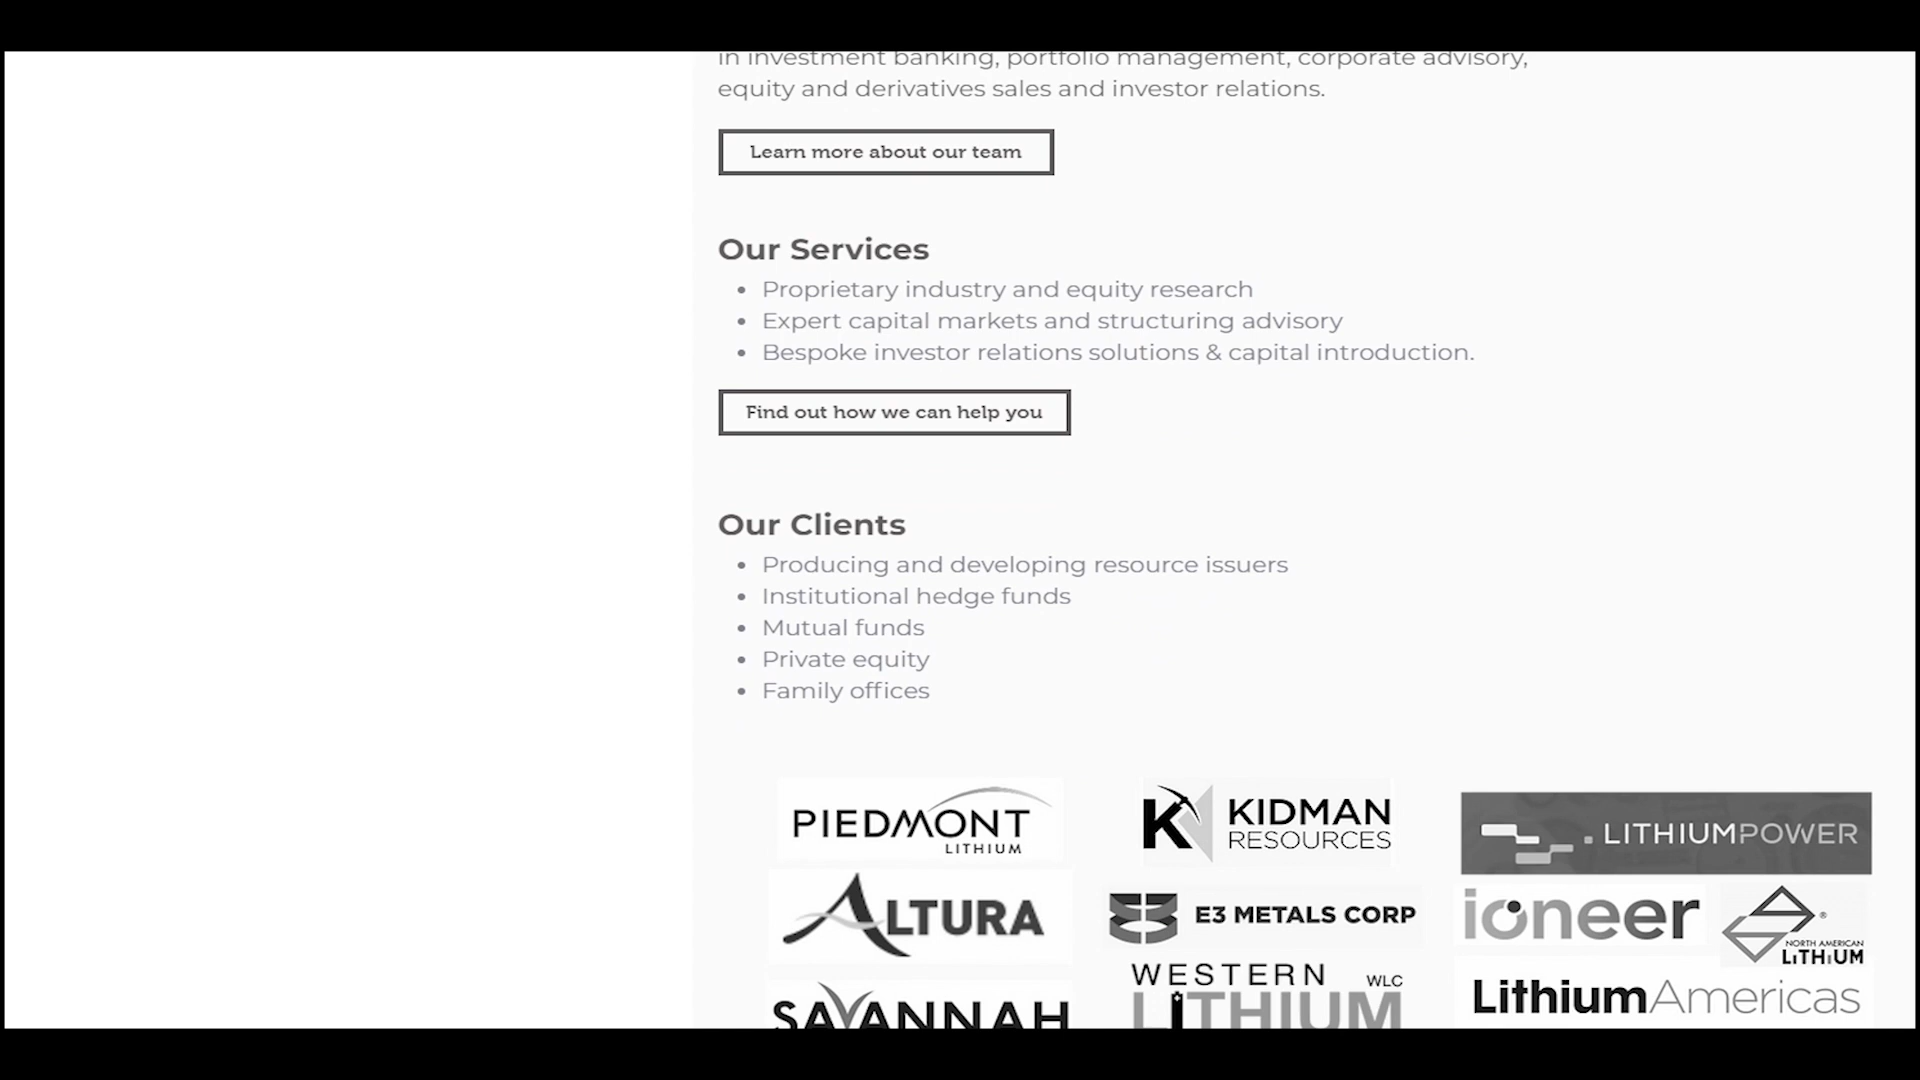 in investment banking, portfolio management, corporate advisory,
equity and derivatives sales and investor relations.
Learn more about our team
Our Services
• Proprietary industry and equity research
• Expert capital markets and structuring advisory
• Bespoke investor relations solutions & capital introduction.
Find out how we can help you
Our Clients
• Producing and developing resource issuers
• Institutional hedge funds
• Mutual funds
• Private equity
• Family offices
PIEDMONT
LITHIUM
KIDMAN
RESOURCES
LITHIUMPOWER
ALTURA
E3 METALS CORP
ioneer
®
NORTH AMERICAN
LiTHiUM
SAVANNAH
WESTERN WLC
LITHIUM
LithiumAmericas